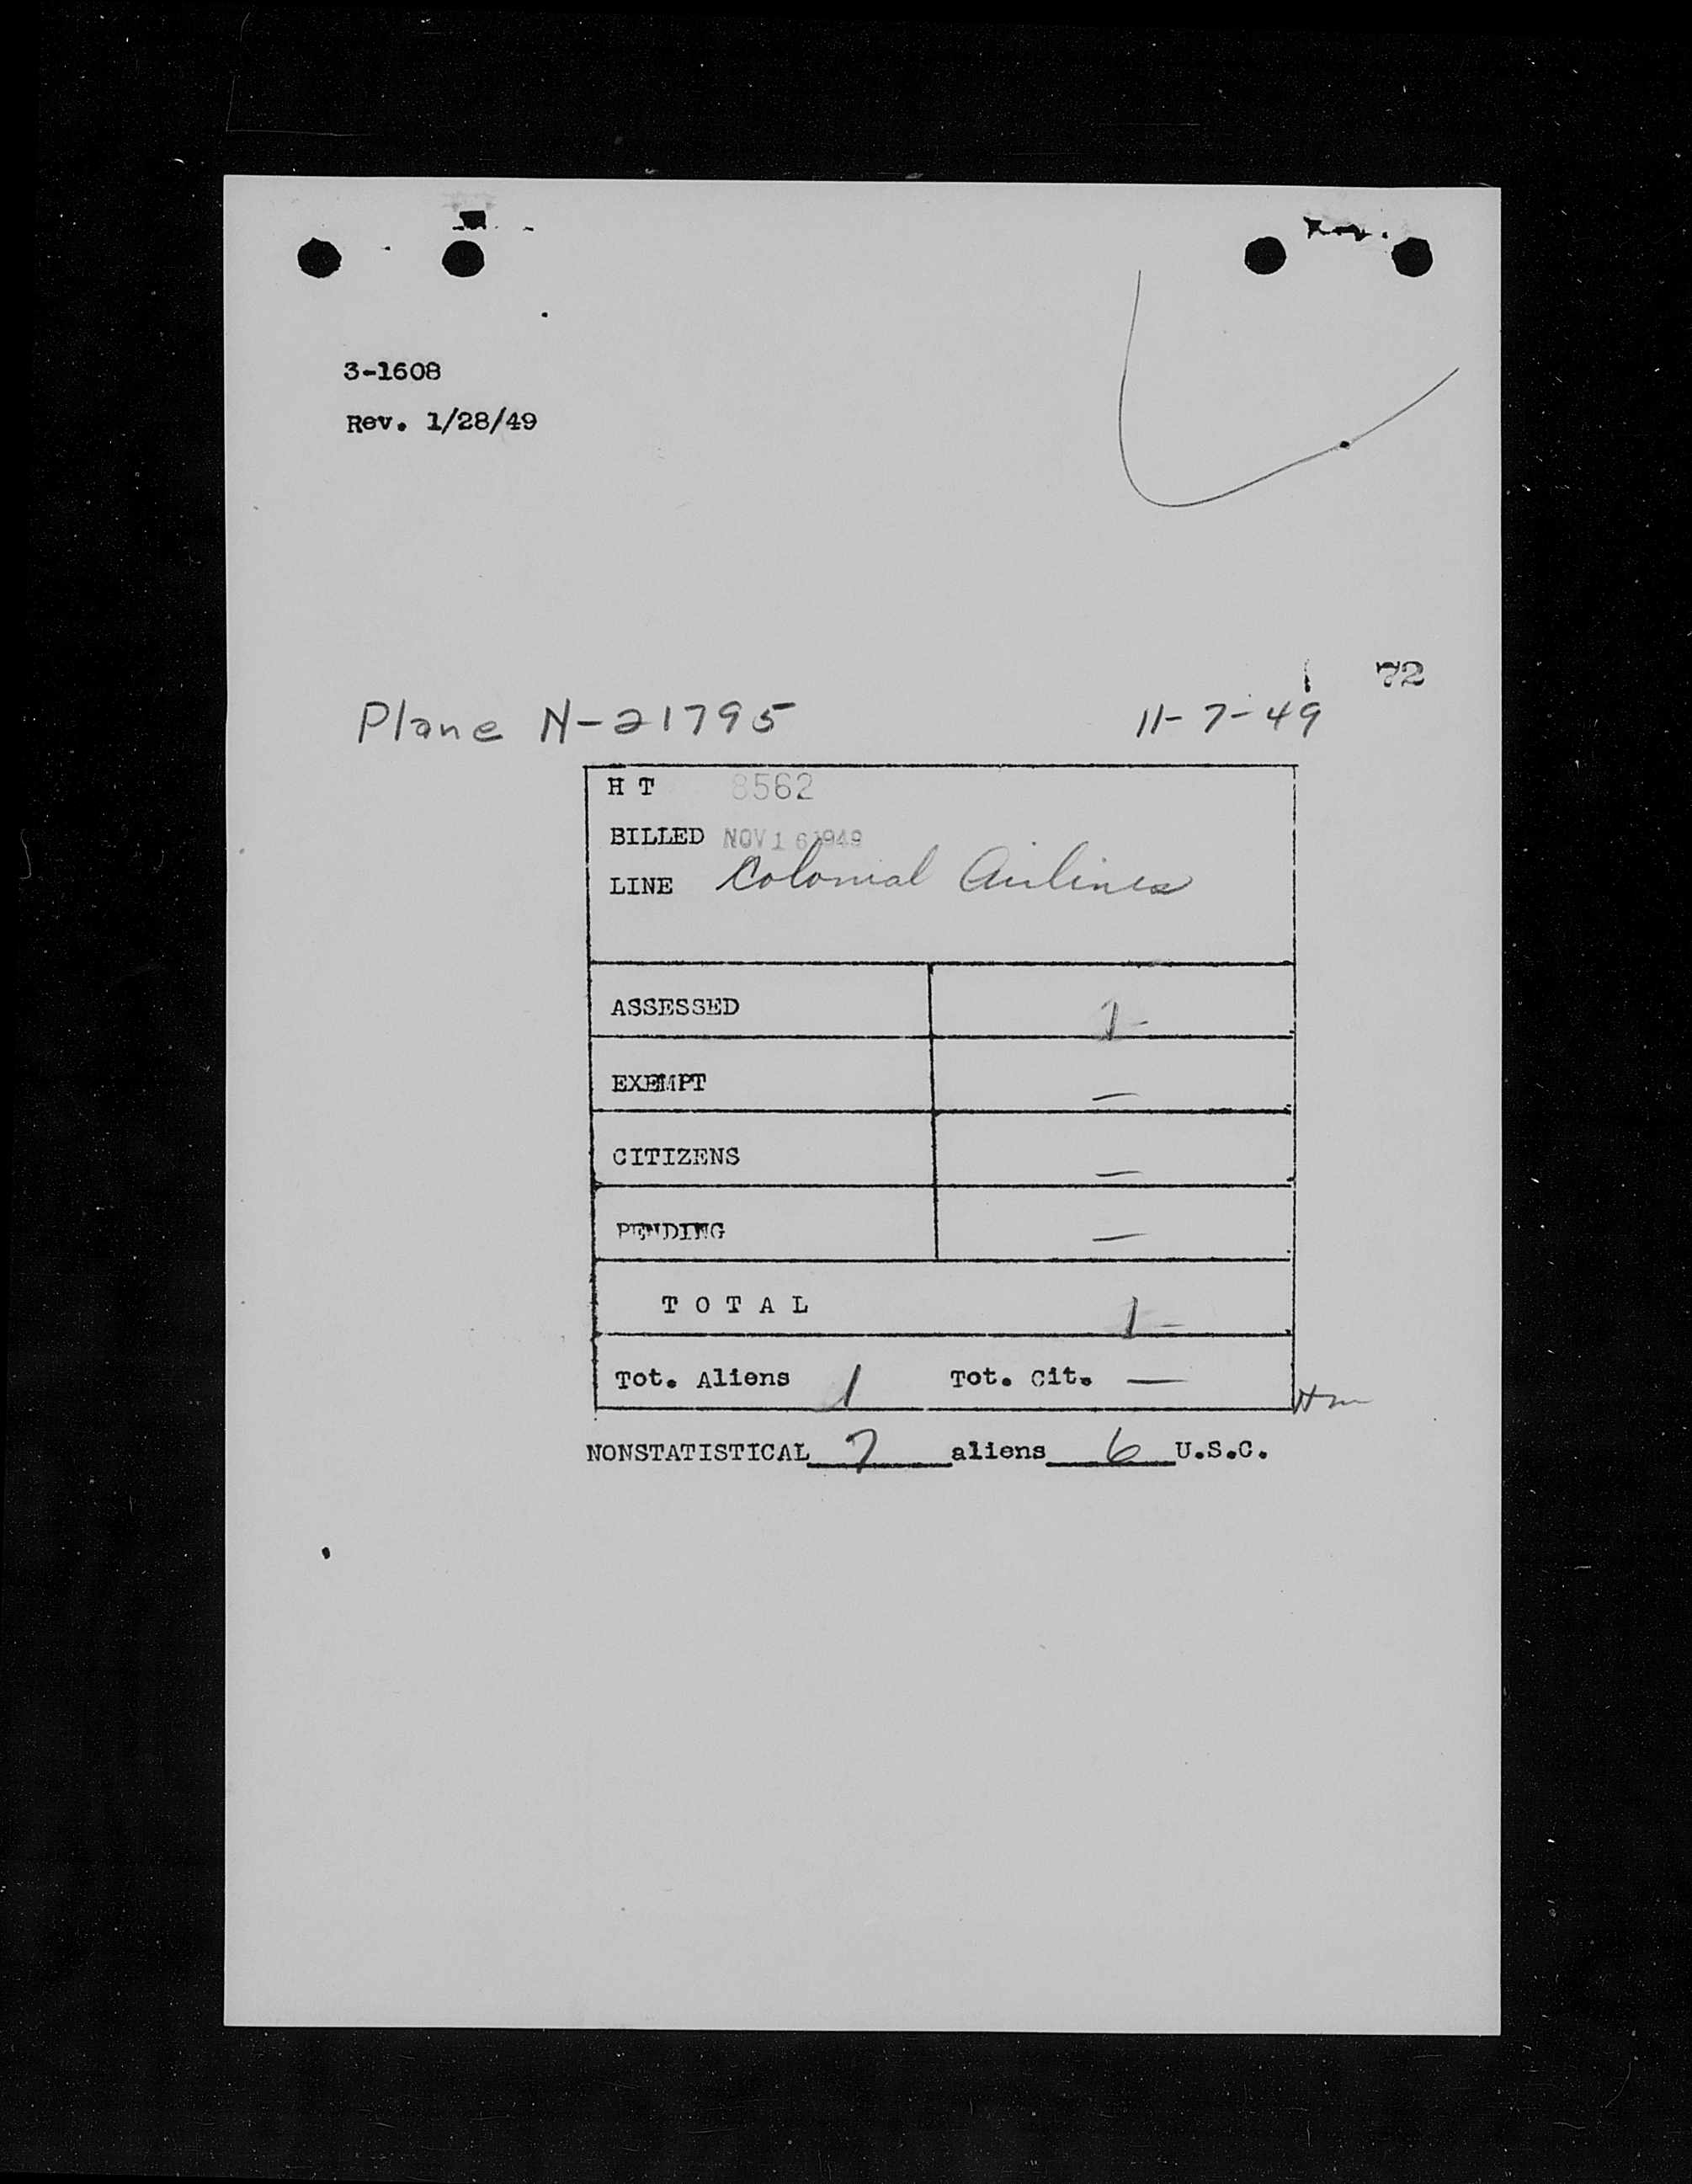 3-1608
Rev. 1/28/49
72
Plane N-21795 11-7-49
H T 8562
BILLED NOV 16 1949
LINE Colonial Airlines
ASSESSED 1-
EXEMPT —
CITIZENS —
PENDING —
T O T A L 1-
Tot. Aliens 1 Tot. Cit. —
NONSTATISTICAL 7 aliens 6 U.S.C.